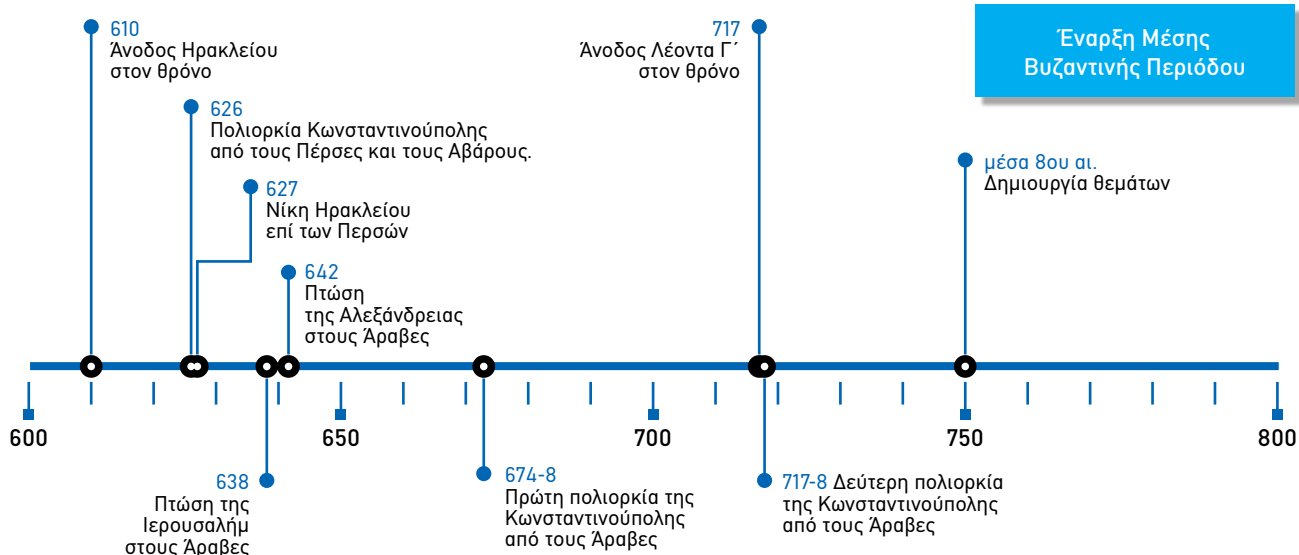 610
Άνοδος Ηρακλείου
στον θρόνο
717
Άνοδος Λέοντα Γ΄
στον θρόνο
Έναρξη Μέσης
Βυζαντινής Περιόδου
626
Πολιορκία Κωνσταντινούπολης
από τους Πέρσες και τους Αβάρους.
627
Νίκη Ηρακλείου
επί των Περσών
μέσα 8ου αι.
Δημιουργία θεμάτων
642
Πτώση
της Αλεξάνδρειας
στους Άραβες
600
650
700
750
800
638
Πτώση της
Ιερουσαλήμ
στους Άραβες
674-8
Πρώτη πολιορκία της
Κωνσταντινούπολης
από τους Άραβες
717-8 Δεύτερη πολιορκία
της Κωνσταντινούπολης
από τους Άραβες